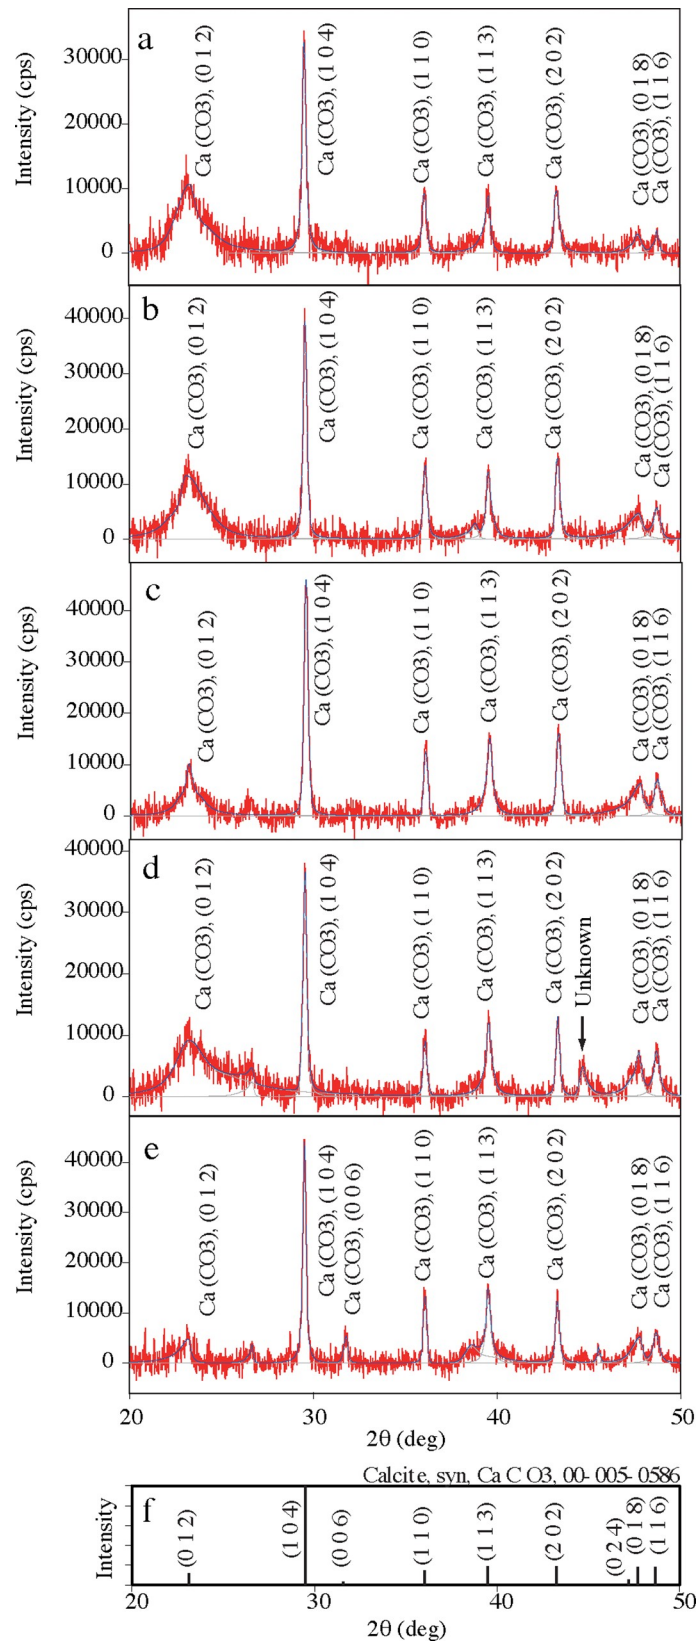 a
Intensity (cps)
30000
20000
10000
0
Ca (CO3), (0 1 2)
Ca (CO3), (1 0 4)
Ca (CO3), (1 1 0)
Ca (CO3), (1 1 3)
Ca (CO3), (2 0 2)
Ca (CO3), (0 1 8)
Ca (CO3), (1 1 6)
b
Intensity (cps)
40000
30000
20000
10000
0
Ca (CO3), (0 1 2)
Ca (CO3), (1 0 4)
Ca (CO3), (1 1 0)
Ca (CO3), (1 1 3)
Ca (CO3), (2 0 2)
Ca (CO3), (0 1 8)
Ca (CO3), (1 1 6)
c
Intensity (cps)
40000
30000
20000
10000
0
Ca (CO3), (0 1 2)
Ca (CO3), (1 0 4)
Ca (CO3), (1 1 0)
Ca (CO3), (1 1 3)
Ca (CO3), (2 0 2)
Ca (CO3), (0 1 8)
Ca (CO3), (1 1 6)
d
Intensity (cps)
40000
30000
20000
10000
0
Ca (CO3), (0 1 2)
Ca (CO3), (1 0 4)
Ca (CO3), (1 1 0)
Ca (CO3), (1 1 3)
Ca (CO3), (2 0 2)
Unknown
Ca (CO3), (0 1 8)
Ca (CO3), (1 1 6)
e
Intensity (cps)
40000
30000
20000
10000
0
Ca (CO3), (0 1 2)
Ca (CO3), (1 0 4)
Ca (CO3), (0 0 6)
Ca (CO3), (1 1 0)
Ca (CO3), (1 1 3)
Ca (CO3), (2 0 2)
Ca (CO3), (0 1 8)
Ca (CO3), (1 1 6)
20 30 40 50
2θ (deg)
Calcite, syn, Ca C O3, 00-005-0586
f
Intensity
(0 1 2)
(1 0 4)
(0 0 6)
(1 1 0)
(1 1 3)
(2 0 2)
(0 2 4)
(0 1 8)
(1 1 6)
20 30 40 50
2θ (deg)